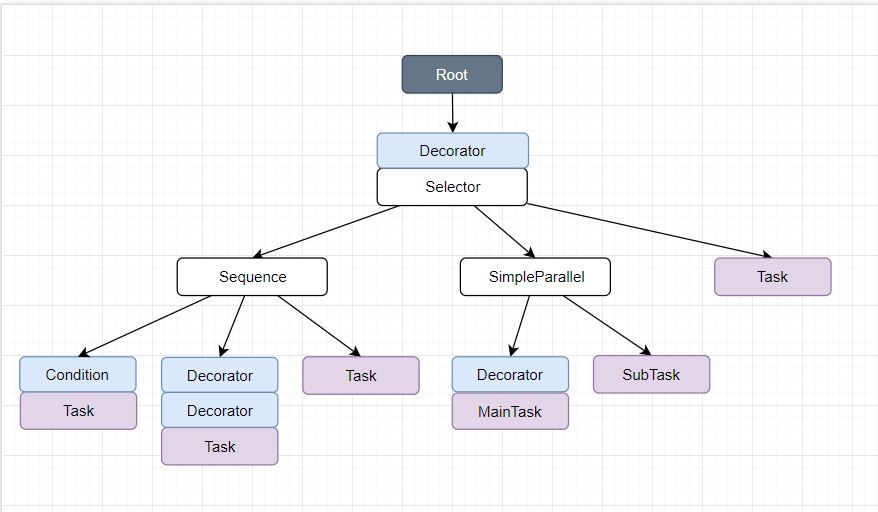 Root
Decorator
Selector
Sequence
SimpleParallel
Task
Condition
Task
Decorator
Decorator
Task
Task
Decorator
MainTask
SubTask